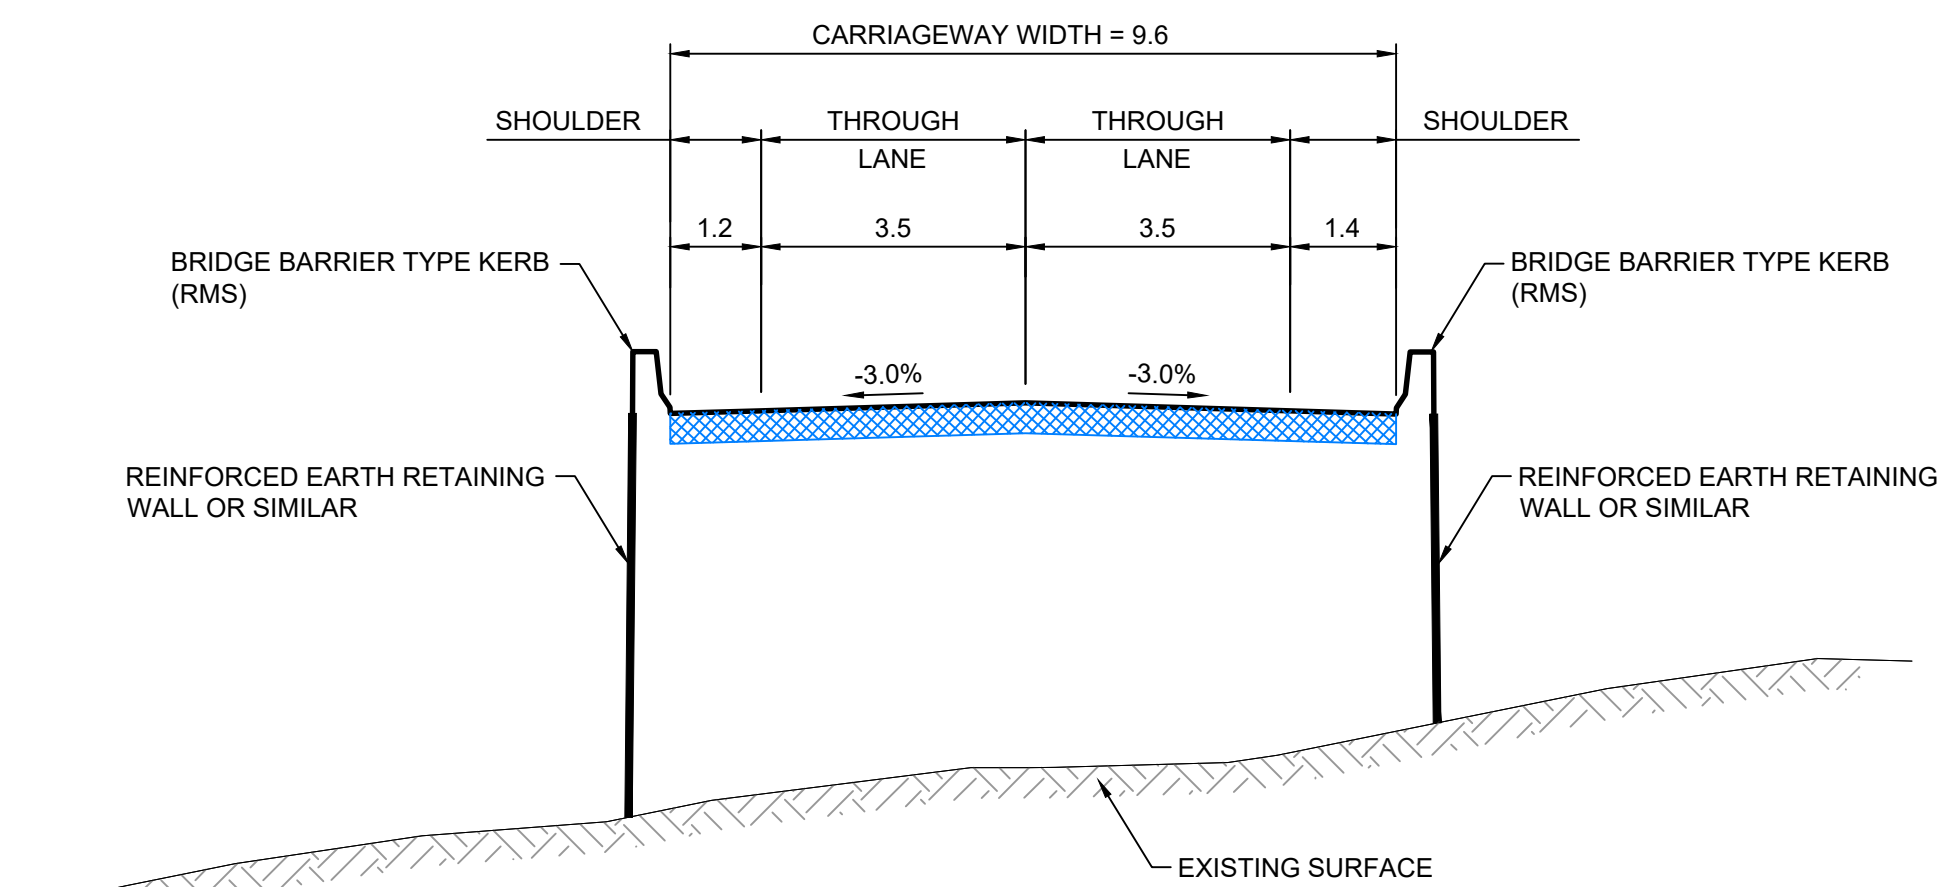 CARRIAGEWAY WIDTH = 9.6
SHOULDER
THROUGH
LANE
THROUGH
LANE
SHOULDER
1.2
3.5
3.5
1.4
BRIDGE BARRIER TYPE KERB
(RMS)
BRIDGE BARRIER TYPE KERB
(RMS)
-3.0%
-3.0%
REINFORCED EARTH RETAINING
WALL OR SIMILAR
REINFORCED EARTH RETAINING
WALL OR SIMILAR
EXISTING SURFACE